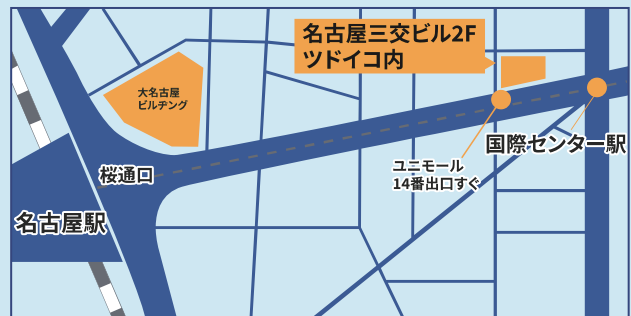 名古屋三交ビル2F
ツドイコ内
大名古屋
ビルヂング
国際センター駅
ユニモール
14番出口すぐ
桜通口
名古屋駅